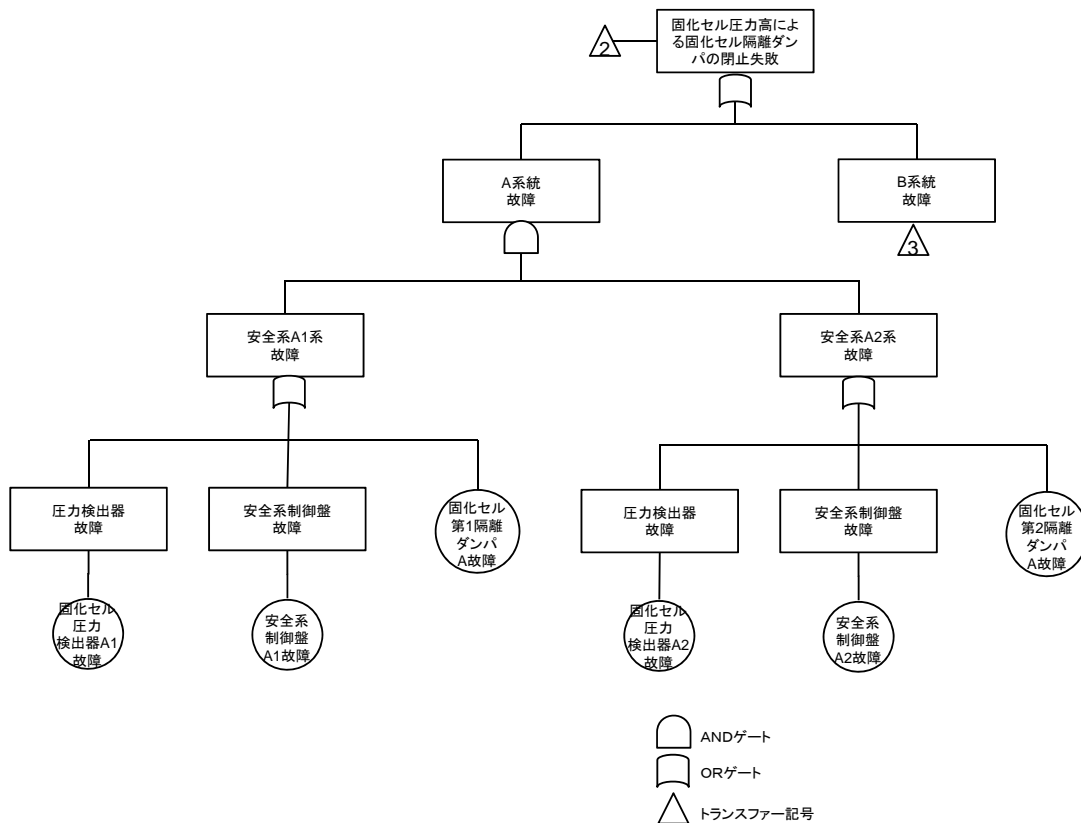 固化セル圧力高によ
る固化セル隔離ダン
パの閉止失敗
2
A系統
故障
B系統
故障
3
安全系A1系
故障
安全系A2系
故障
圧力検出器
故障
安全系制御盤
故障
固化セル
第1隔離
ダンパ
A故障
圧力検出器
故障
安全系制御盤
故障
固化セル
第2隔離
ダンパ
A故障
固化セル
圧力
検出器A1
故障
安全系
制御盤
A1故障
固化セル
圧力
検出器A2
故障
安全系
制御盤
A2故障
ANDゲート
ORゲート
トランスファー記号